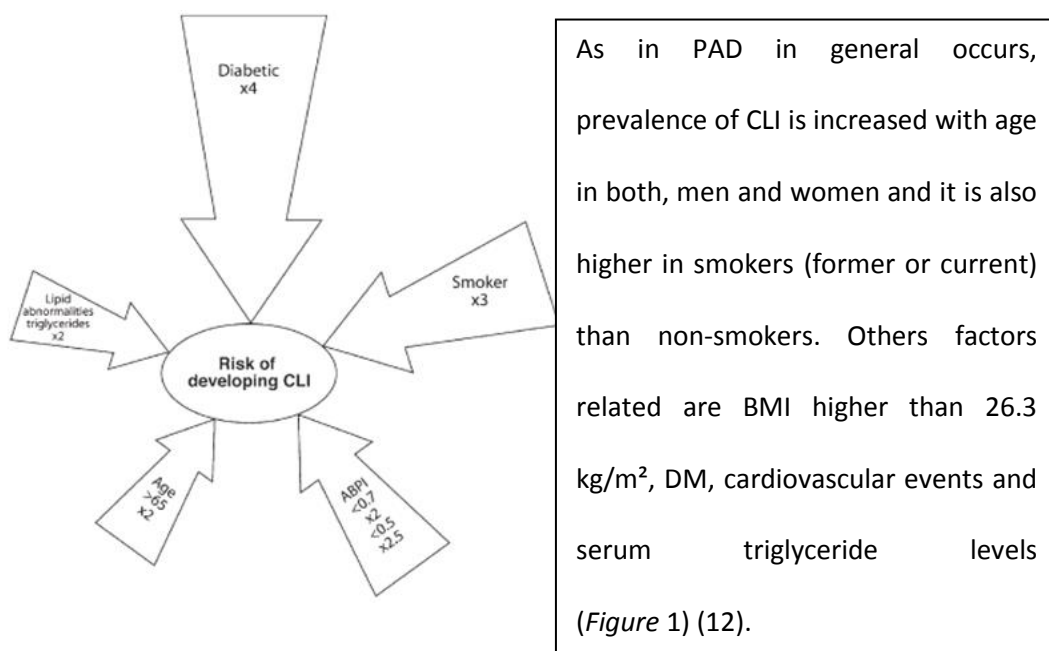 Diabetic
x4
Smoker
x3
Lipid
abnormalities
triglycerides
x2
Risk of
developing CLI
Age
>65
x2
ABPI
<0.7
x2
<0.5
x2.5
As in PAD in general occurs,
prevalence of CLI is increased with age
in both, men and women and it is also
higher in smokers (former or current)
than non-smokers. Others factors
related are BMI higher than 26.3
kg/m², DM, cardiovascular events and
serum triglyceride levels
(Figure 1) (12).